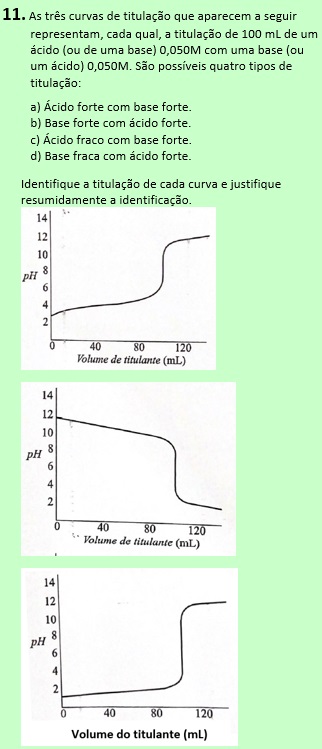 11. As três curvas de titulação que aparecem a seguir
representam, cada qual, a titulação de 100 mL de um
ácido (ou de uma base) 0,050M com uma base (ou
um ácido) 0,050M. São possíveis quatro tipos de
titulação:
a) Ácido forte com base forte.
b) Base forte com ácido forte.
c) Ácido fraco com base forte.
d) Base fraca com ácido forte.
Identifique a titulação de cada curva e justifique
resumidamente a identificação.
14
12
10
pH 8
6
4
2
0 40 80 120
Volume de titulante (mL)
14
12
10
pH 8
6
4
2
0 40 80 120
Volume de titulante (mL)
14
12
10
pH 8
6
4
2
0 40 80 120
Volume do titulante (mL)